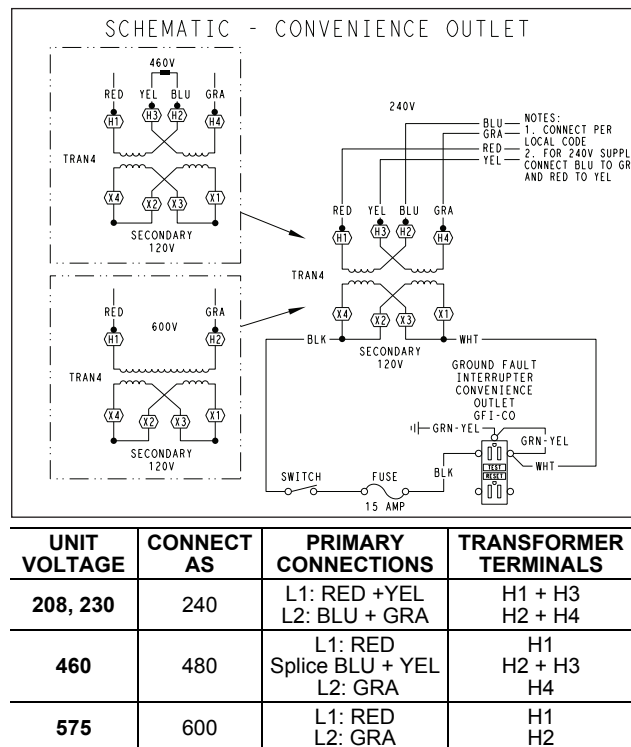 SCHEMATIC - CONVENIENCE OUTLET
460V
RED YEL BLU GRA
H1 H3 H2 H4
TRAN4
X4 X2 X3 X1
SECONDARY
120V
RED GRA
600V
H1 H2
TRAN4
X4 X2 X3 X1
SECONDARY
120V
240V
BLU
GRA
RED
YEL
NOTES:
1. CONNECT PER
LOCAL CODE
2. FOR 240V SUPPL
CONNECT BLU TO GR
AND RED TO YEL
RED YEL BLU GRA
H1 H3 H2 H4
TRAN4
X4 X2 X3 X1
BLK WHT
SECONDARY
120V
GROUND FAULT
INTERRUPTER
CONVENIENCE
OUTLET
GFI-CO
GRN-YEL
GRN-YEL
WHT
BLK
TEST
RESET
SWITCH FUSE
15 AMP
UNIT VOLTAGE CONNECT AS PRIMARY CONNECTIONS TRANSFORMER TERMINALS
208, 230 240 L1: RED +YEL H1 + H3
L2: BLU + GRA H2 + H4
460 480 L1: RED H1
Splice BLU + YEL H2 + H3
L2: GRA H4
575 600 L1: RED H1
L2: GRA H2